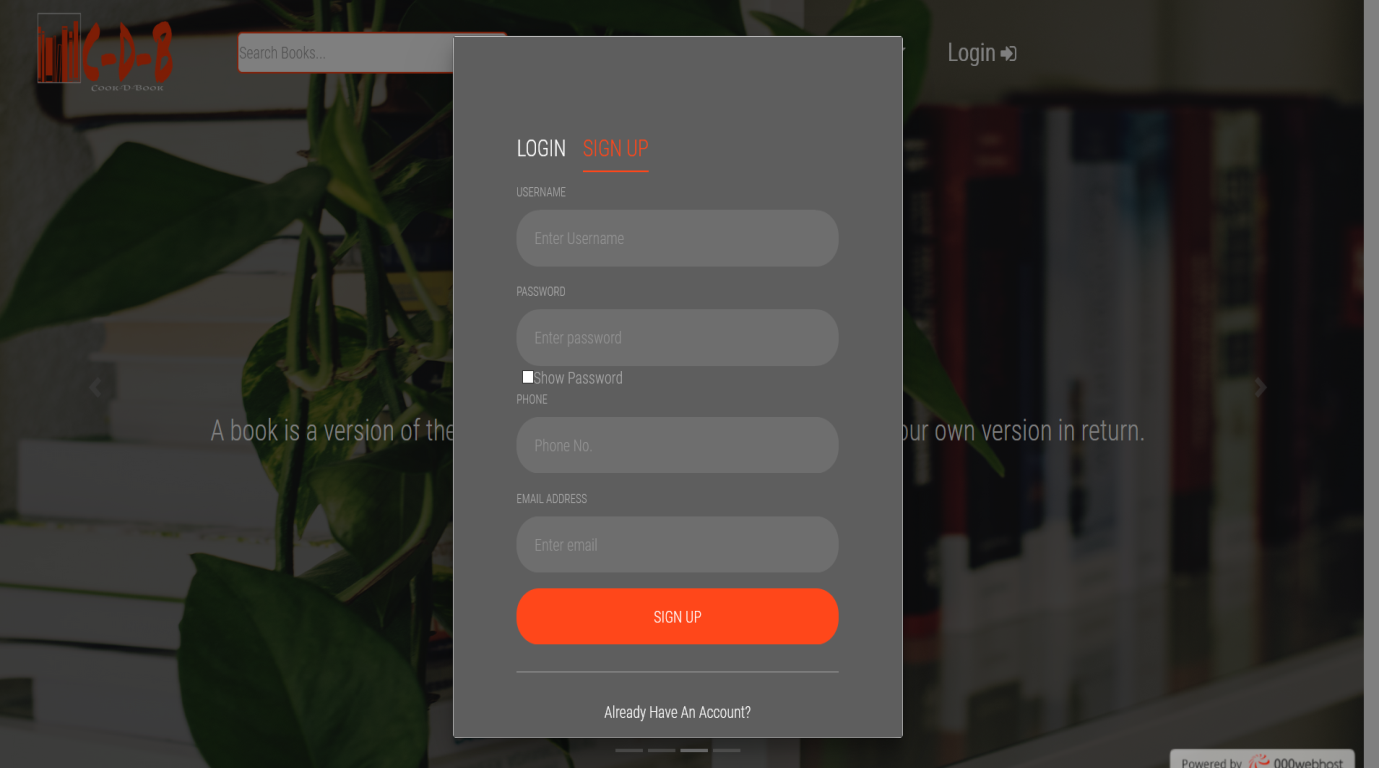 C-D-B
Coor-D-Book
Search Books...
Login
LOGIN SIGN UP
USERNAME
Enter Username
PASSWORD
Enter password
Show Password
PHONE
Phone No.
EMAIL ADDRESS
Enter email
SIGN UP
Already Have An Account?
A book is a version of the
our own version in return.
Powered by 000webhost